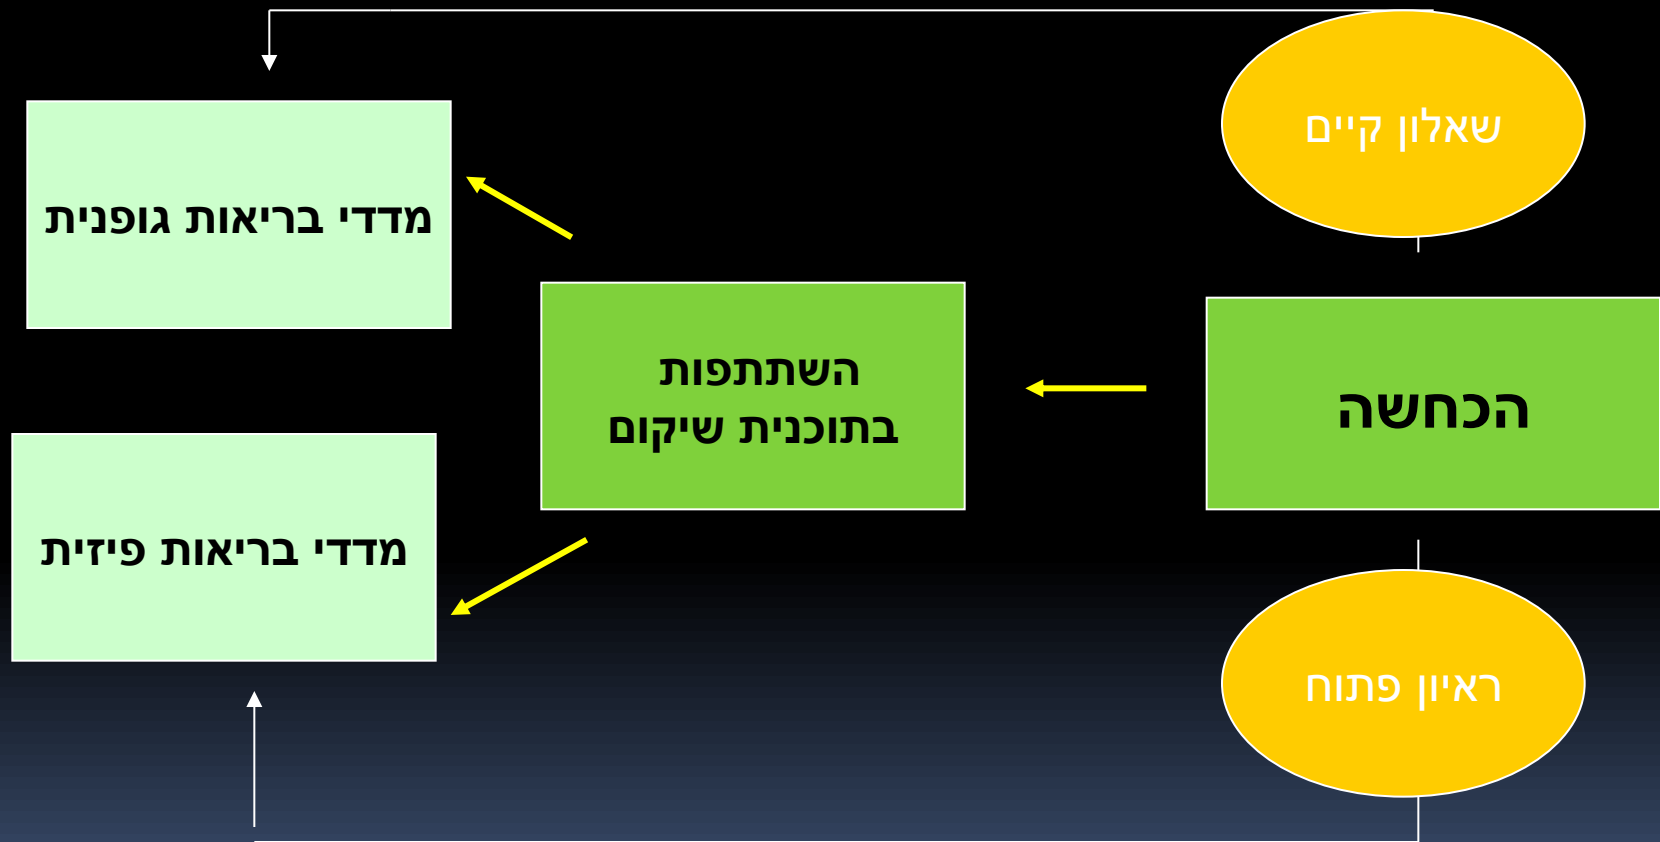 שאלון קיים
מדדי בריאות גופנית
השתתפות
בתוכנית שיקום
הכחשה
מדדי בריאות פיזית
ראיון פתוח